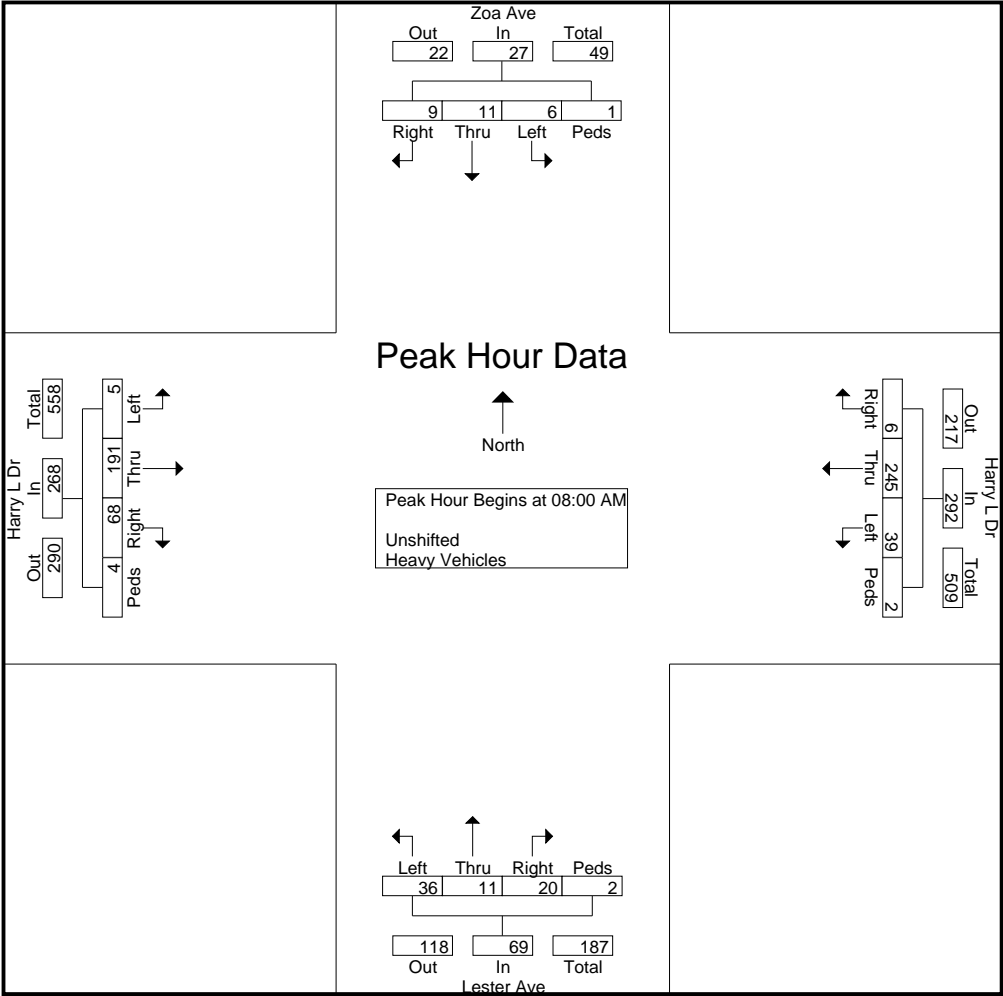 Zoa Ave
Out In Total
22 27 49
9 11 6 1
Right Thru Left Peds
Peak Hour Data
North
Peak Hour Begins at 08:00 AM
Unshifted
Heavy Vehicles
Harry L Dr
Total In Out
558 268 290
5 191 68 4
Left Thru Right Peds
Harry L Dr
Out In Total
217 292 509
6 245 39 2
Right Thru Left Peds
Left Thru Right Peds
36 11 20 2
118 69 187
Out In Total
Lester Ave